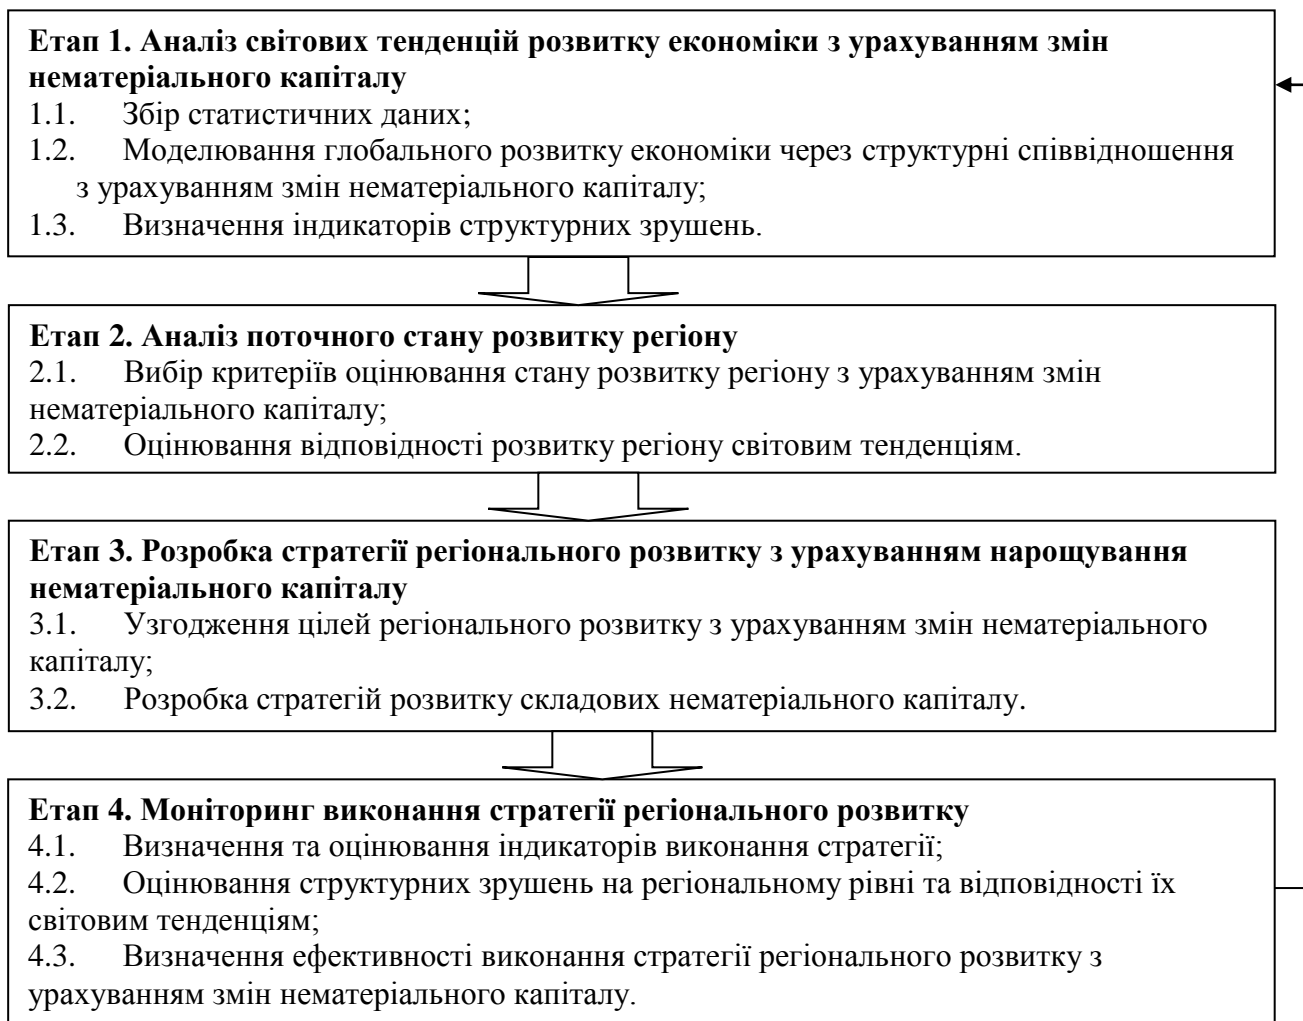 Етап 1. Аналіз світових тенденцій розвитку економіки з урахуванням змін
нематеріального капіталу
1.1. Збір статистичних даних;
1.2. Моделювання глобального розвитку економіки через структурні співвідношення
з урахуванням змін нематеріального капіталу;
1.3. Визначення індикаторів структурних зрушень.
Етап 2. Аналіз поточного стану розвитку регіону
2.1. Вибір критеріїв оцінювання стану розвитку регіону з урахуванням змін
нематеріального капіталу;
2.2. Оцінювання відповідності розвитку регіону світовим тенденціям.
Етап 3. Розробка стратегії регіонального розвитку з урахуванням нарощування
нематеріального капіталу
3.1. Узгодження цілей регіонального розвитку з урахуванням змін нематеріального
капіталу;
3.2. Розробка стратегій розвитку складових нематеріального капіталу.
Етап 4. Моніторинг виконання стратегії регіонального розвитку
4.1. Визначення та оцінювання індикаторів виконання стратегії;
4.2. Оцінювання структурних зрушень на регіональному рівні та відповідності їх
світовим тенденціям;
4.3. Визначення ефективності виконання стратегії регіонального розвитку з
урахуванням змін нематеріального капіталу.